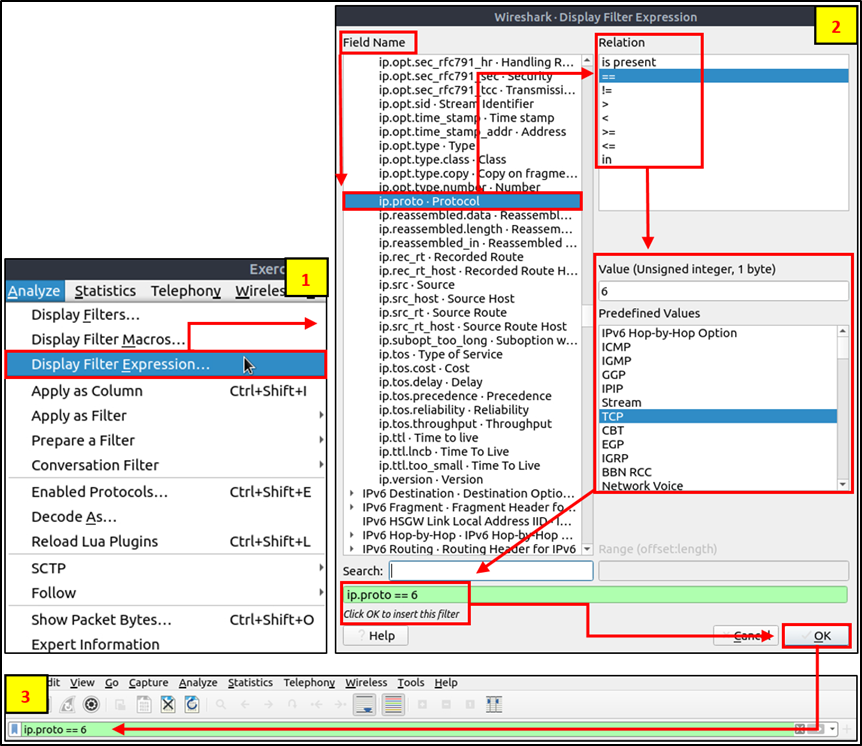 1
Exerc
Analyze Statistics Telephony Wireles
Display Filters...
Display Filter Macros...
Display Filter Expression...
Apply as Column Ctrl+Shift+I
Apply as Filter
Prepare a Filter
Conversation Filter
Enabled Protocols... Ctrl+Shift+E
Decode As...
Reload Lua Plugins Ctrl+Shift+L
SCTP
Follow
Show Packet Bytes... Ctrl+Shift+O
Expert Information
Wireshark · Display Filter Expression
2
Field Name
ip.opt.sec_rfc791_hr · Handling R...
ip.opt.sec_rfc791_sec · Security
ip.opt.sec_rfc791_tcc · Transmissi...
ip.opt.sid · Stream Identifier
ip.opt.time_stamp · Time stamp
ip.opt.time_stamp_addr · Address
ip.opt.type · Type
ip.opt.type.class · Class
ip.opt.type.copy · Copy on fragme...
ip.opt.type.number · Number
ip.proto · Protocol
ip.reassembled.data · Reassembl...
ip.reassembled.length · Reassem...
ip.reassembled_in · Reassembled ...
ip.rec_rt · Recorded Route
ip.rec_rt_host · Recorded Route H...
ip.src · Source
ip.src_host · Source Host
ip.src_rt · Source Route
ip.src_rt_host · Source Route Host
ip.subopt_too_long · Suboption w...
ip.tos · Type of Service
ip.tos.cost · Cost
ip.tos.delay · Delay
ip.tos.precedence · Precedence
ip.tos.reliability · Reliability
ip.tos.throughput · Throughput
ip.ttl · Time to live
ip.ttl.lncb · Time To Live
ip.ttl.too_small · Time To Live
ip.version · Version
IPv6 Destination · Destination Optio...
IPv6 Fragment · Fragment Header fo...
IPv6 HSGW Link Local Address IID · I...
IPv6 Hop-by-Hop · IPv6 Hop-by-Hop ...
IPv6 Routing · Routing Header for IPv6
Relation
is present
==
!=
>
<
>=
<=
in
Value (Unsigned integer, 1 byte)
6
Predefined Values
IPv6 Hop-by-Hop Option
ICMP
IGMP
GGP
IPIP
Stream
TCP
CBT
EGP
IGRP
BBN RCC
Network Voice
Range (offset:length)
Search:
ip.proto == 6
Click OK to insert this filter
? Help
Cancel
OK
3
dit View Go Capture Analyze Statistics Telephony Wireless Tools Help
ip.proto == 6